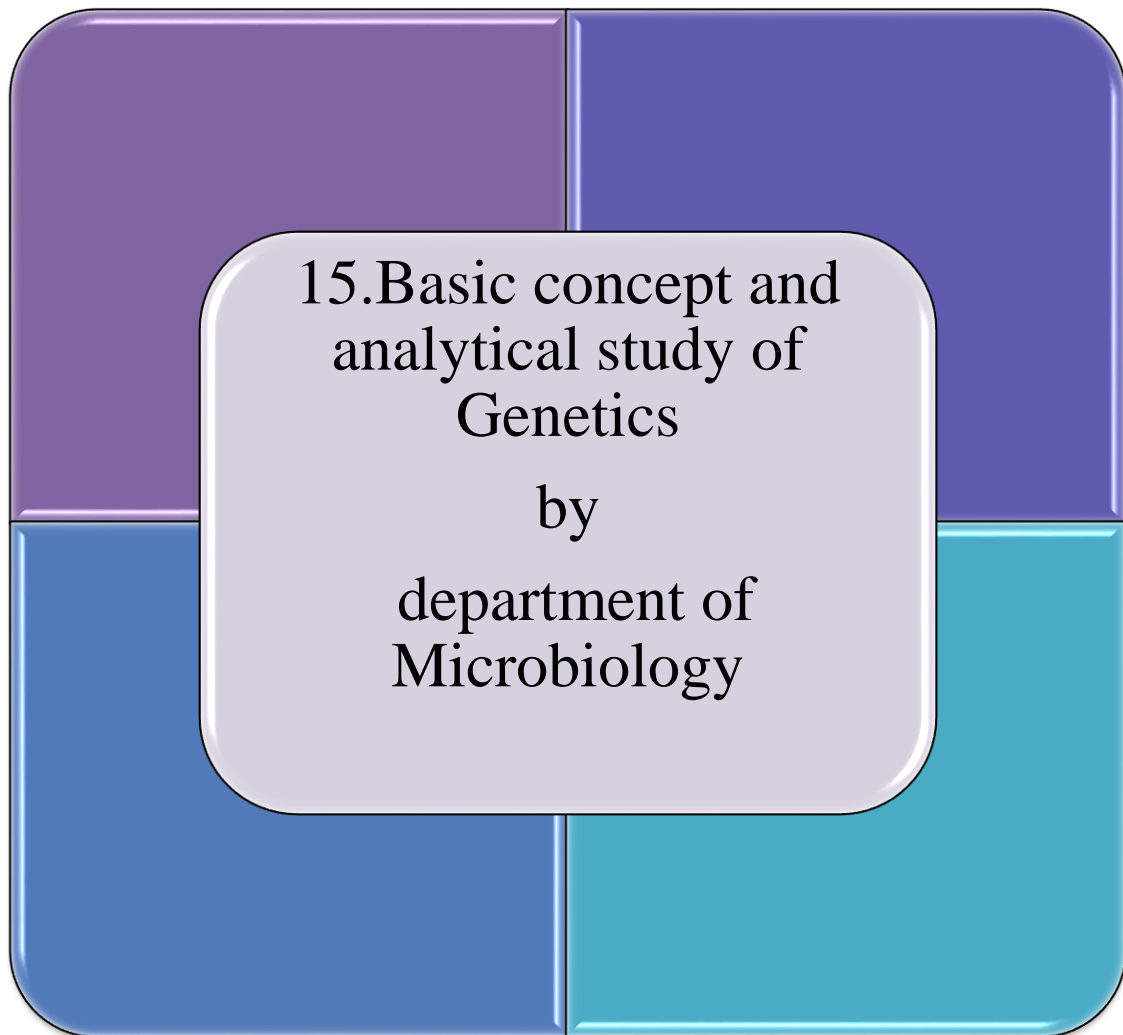 15.Basic concept and
analytical study of
Genetics
by
department of
Microbiology